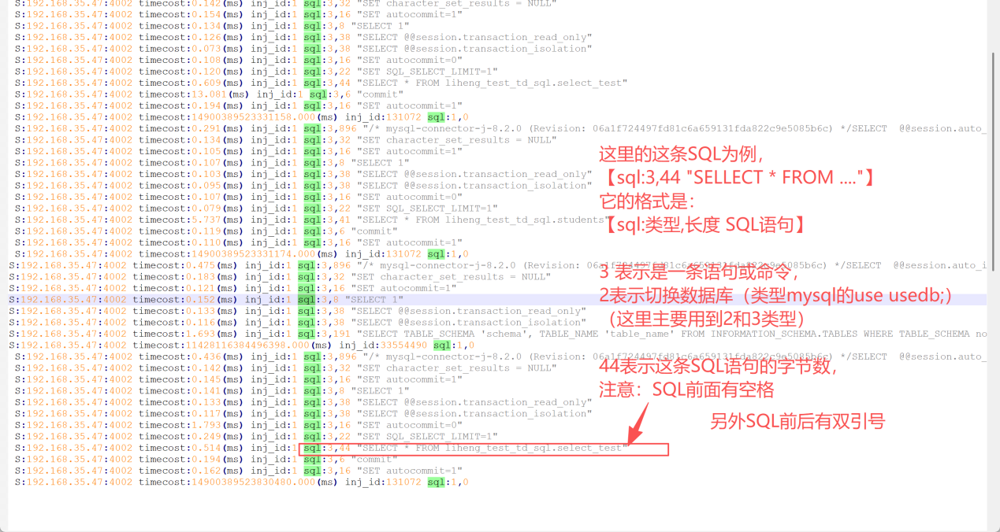 S:192.168.35.47:4002 timecost:0.142(ms) inj_id:1 sql:3,32 "SET character_set_results = NULL"
S:192.168.35.47:4002 timecost:0.154(ms) inj_id:1 sql:3,16 "SET autocommit=1"
S:192.168.35.47:4002 timecost:0.134(ms) inj_id:1 sql:3,8 "SELECT 1"
S:192.168.35.47:4002 timecost:0.126(ms) inj_id:1 sql:3,38 "SELECT @@session.transaction_read_only"
S:192.168.35.47:4002 timecost:0.073(ms) inj_id:1 sql:3,38 "SELECT @@session.transaction_isolation"
S:192.168.35.47:4002 timecost:0.108(ms) inj_id:1 sql:3,16 "SET autocommit=0"
S:192.168.35.47:4002 timecost:0.120(ms) inj_id:1 sql:3,22 "SET SQL_SELECT_LIMIT=1"
S:192.168.35.47:4002 timecost:0.609(ms) inj_id:1 sql:3,44 "SELECT * FROM liheng_test_td_sql.select_test"
S:192.168.35.47:4002 timecost:13.081(ms) inj_id:1 sql:3,6 "commit"
S:192.168.35.47:4002 timecost:0.194(ms) inj_id:1 sql:3,16 "SET autocommit=1"
S:192.168.35.47:4002 timecost:14900389523331158.000(ms) inj_id:131072 sql:1,0
S:192.168.35.47:4002 timecost:0.291(ms) inj_id:1 sql:3,896 "/* mysql-connector-j-8.2.0 (Revision: 06a1f724497fd81c6a659131fda822c9e5085b6c) */SELECT  @@session.auto_
S:192.168.35.47:4002 timecost:0.134(ms) inj_id:1 sql:3,32 "SET character_set_results = NULL"
S:192.168.35.47:4002 timecost:0.105(ms) inj_id:1 sql:3,16 "SET autocommit=1"
S:192.168.35.47:4002 timecost:0.107(ms) inj_id:1 sql:3,8 "SELECT 1"
S:192.168.35.47:4002 timecost:0.103(ms) inj_id:1 sql:3,38 "SELECT @@session.transaction_read_only"
S:192.168.35.47:4002 timecost:0.095(ms) inj_id:1 sql:3,38 "SELECT @@session.transaction_isolation"
S:192.168.35.47:4002 timecost:0.107(ms) inj_id:1 sql:3,16 "SET autocommit=0"
S:192.168.35.47:4002 timecost:0.079(ms) inj_id:1 sql:3,22 "SET SQL_SELECT_LIMIT=1"
S:192.168.35.47:4002 timecost:5.737(ms) inj_id:1 sql:3,41 "SELECT * FROM liheng_test_td_sql.students"
S:192.168.35.47:4002 timecost:0.119(ms) inj_id:1 sql:3,6 "commit"
S:192.168.35.47:4002 timecost:0.110(ms) inj_id:1 sql:3,16 "SET autocommit=1"
S:192.168.35.47:4002 timecost:14900389523331174.000(ms) inj_id:131072 sql:1,0
S:192.168.35.47:4002 timecost:0.475(ms) inj_id:1 sql:3,896 "/* mysql-connector-j-8.2.0 (Revision: 06a1f724497fd81c6a659131fda822c9e5085b6c) */SELECT  @@session.auto_i
S:192.168.35.47:4002 timecost:0.183(ms) inj_id:1 sql:3,32 "SET character_set_results = NULL"
S:192.168.35.47:4002 timecost:0.121(ms) inj_id:1 sql:3,16 "SET autocommit=1"
S:192.168.35.47:4002 timecost:0.152(ms) inj_id:1 sql:3,8 "SELECT 1"
S:192.168.35.47:4002 timecost:0.133(ms) inj_id:1 sql:3,38 "SELECT @@session.transaction_read_only"
S:192.168.35.47:4002 timecost:0.116(ms) inj_id:1 sql:3,38 "SELECT @@session.transaction_isolation"
S:192.168.35.47:4002 timecost:1.693(ms) inj_id:1 sql:3,191 "SELECT TABLE_SCHEMA 'schema', TABLE_NAME 'table_name' FROM INFORMATION_SCHEMA.TABLES WHERE TABLE_SCHEMA no
S:192.168.35.47:4002 timecost:11428116384496398.000(ms) inj_id:33554490 sql:1,0
S:192.168.35.47:4002 timecost:0.436(ms) inj_id:1 sql:3,896 "/* mysql-connector-j-8.2.0 (Revision: 06a1f724497fd81c6a659131fda822c9e5085b6c) */SELECT  @@session.auto_
S:192.168.35.47:4002 timecost:0.142(ms) inj_id:1 sql:3,32 "SET character_set_results = NULL"
S:192.168.35.47:4002 timecost:0.145(ms) inj_id:1 sql:3,16 "SET autocommit=1"
S:192.168.35.47:4002 timecost:0.141(ms) inj_id:1 sql:3,8 "SELECT 1"
S:192.168.35.47:4002 timecost:0.133(ms) inj_id:1 sql:3,38 "SELECT @@session.transaction_read_only"
S:192.168.35.47:4002 timecost:0.117(ms) inj_id:1 sql:3,38 "SELECT @@session.transaction_isolation"
S:192.168.35.47:4002 timecost:1.793(ms) inj_id:1 sql:3,16 "SET autocommit=0"
S:192.168.35.47:4002 timecost:0.249(ms) inj_id:1 sql:3,22 "SET SQL_SELECT_LIMIT=1"
S:192.168.35.47:4002 timecost:0.514(ms) inj_id:1 sql:3,44 "SELECT * FROM liheng_test_td_sql.select_test"
S:192.168.35.47:4002 timecost:0.194(ms) inj_id:1 sql:3,6 "commit"
S:192.168.35.47:4002 timecost:0.162(ms) inj_id:1 sql:3,16 "SET autocommit=1"
S:192.168.35.47:4002 timecost:14900389523830480.000(ms) inj_id:131072 sql:1,0
这里的这条SQL为例，
【sql:3,44 "SELLECT * FROM ...."】
它的格式是：
【sql:类型,长度 SQL语句】
3 表示是一条语句或命令，
2表示切换数据库（类型mysql的use usedb;）
（这里主要用到2和3类型）
44表示这条SQL语句的字节数，
注意：SQL前面有空格
另外SQL前后有双引号